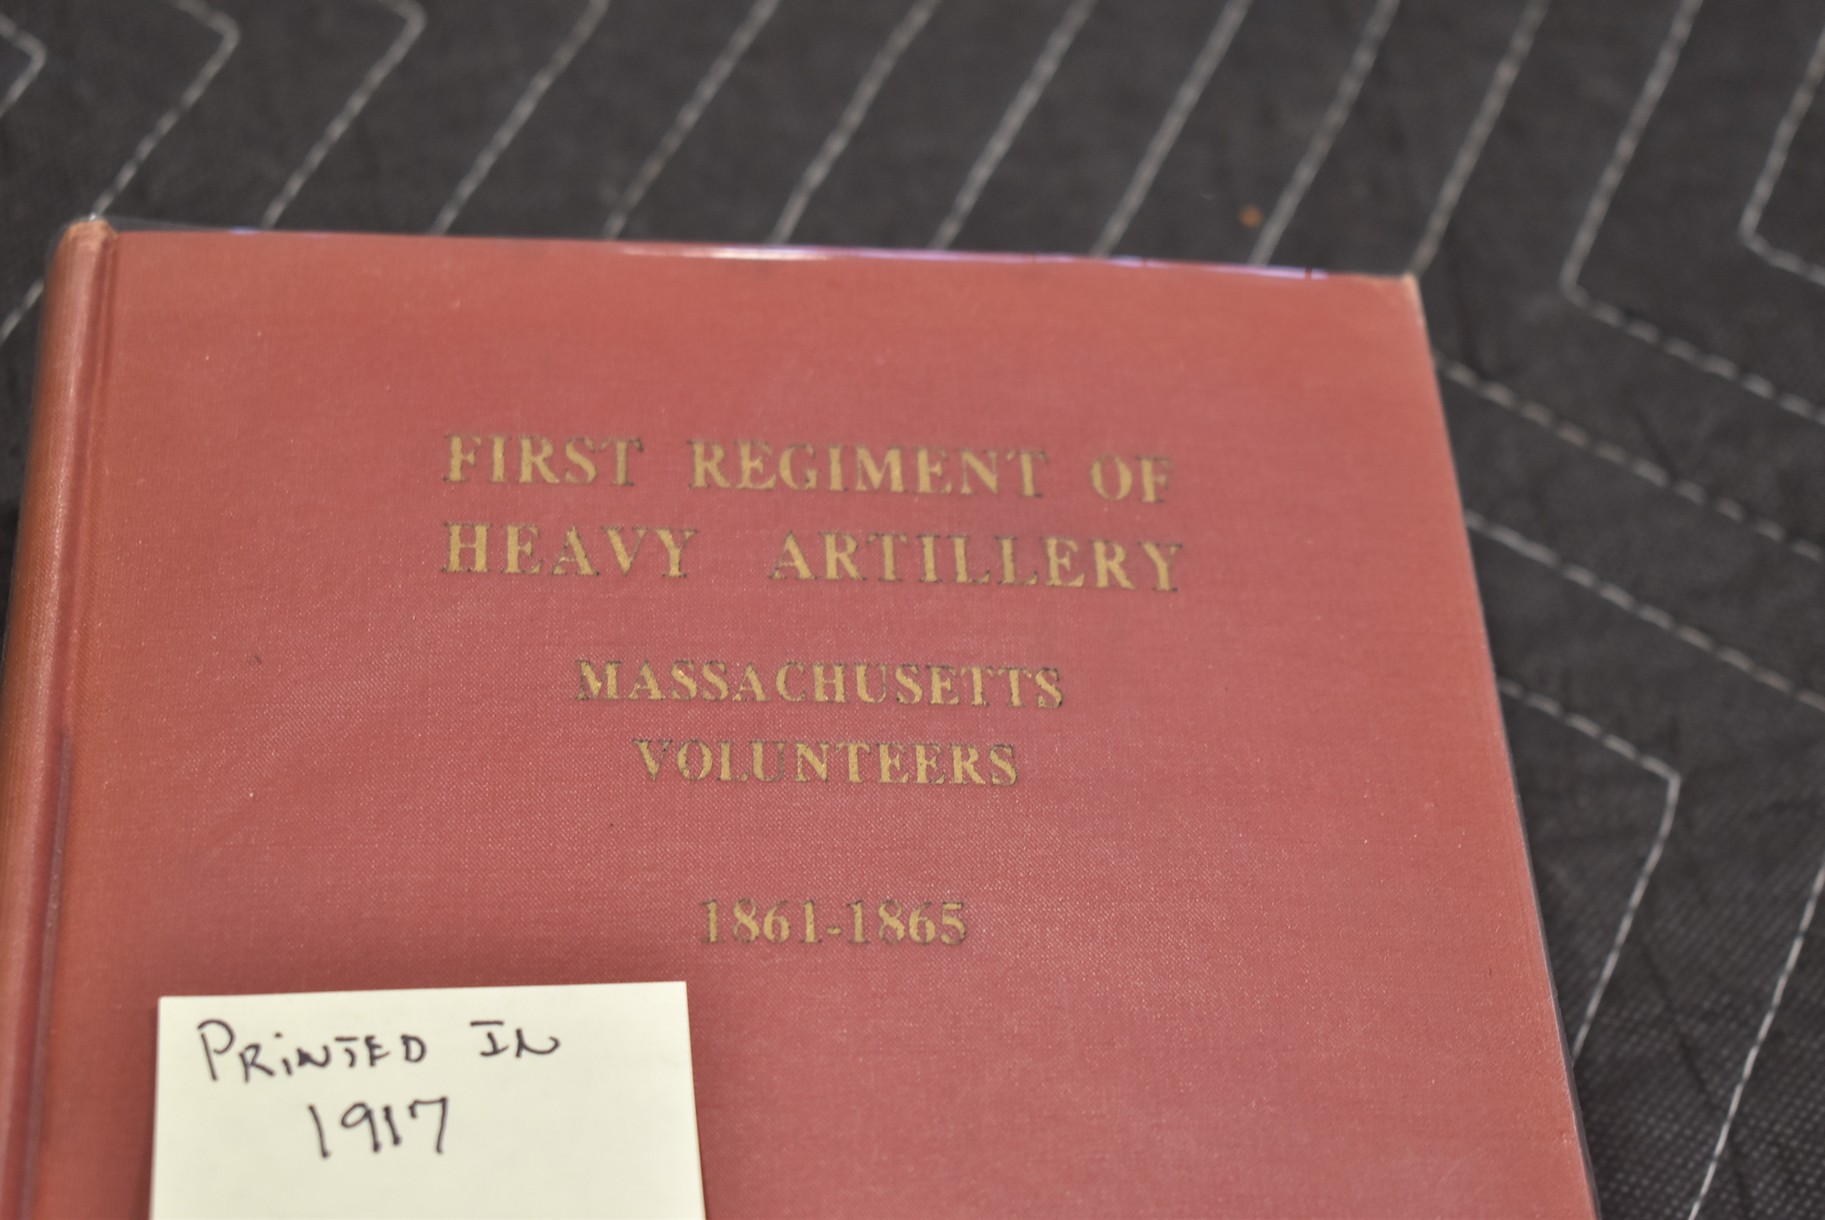 FIRST REGIMENT OF
HEAVY ARTILLERY
MASSACHUSETTS
VOLUNTEERS
1861-1865
PRINTED IN
1917